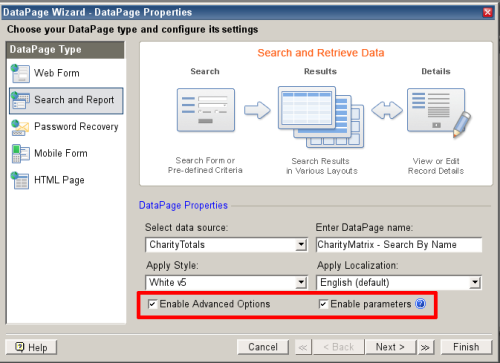 DataPage Wizard - DataPage Properties
Choose your DataPage type and configure its settings
DataPage Type
Web Form
Search and Report
Password Recovery
Mobile Form
HTML Page
Search and Retrieve Data
Search Results Details
Search Form or Search Results View or Edit
Pre-defined Criteria in Various Layouts Record Details
DataPage Properties
Select data source: Enter DataPage name:
CharityTotals CharityMatrix - Search By Name
Apply Style: Apply Localization:
White v5 English (default)
Enable Advanced Options Enable parameters ?
? Help Cancel << < Back Next > >> Finish